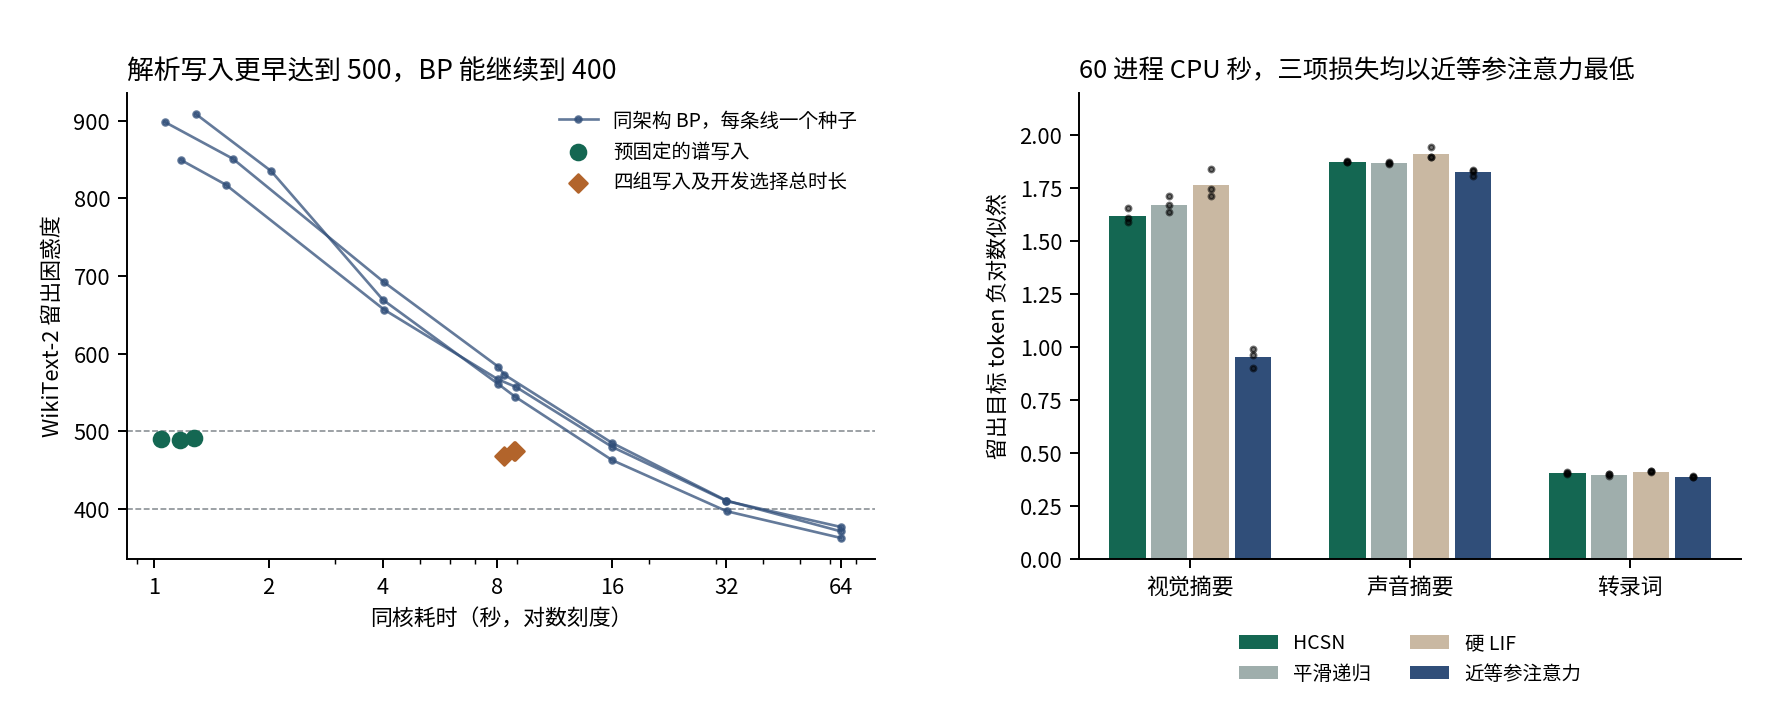 解析写入更早达到 500，BP 能继续到 400
WikiText-2 留出困惑度
900
800
700
600
500
400
同架构 BP，每条线一个种子
预固定的谱写入
四组写入及开发选择总时长
1 2 4 8 16 32 64
同核耗时（秒，对数刻度）
60 进程 CPU 秒，三项损失均以近等参注意力最低
留出目标 token 负对数似然
2.00
1.75
1.50
1.25
1.00
0.75
0.50
0.25
0.00
视觉摘要 声音摘要 转录词
HCSN
平滑递归
硬 LIF
近等参注意力